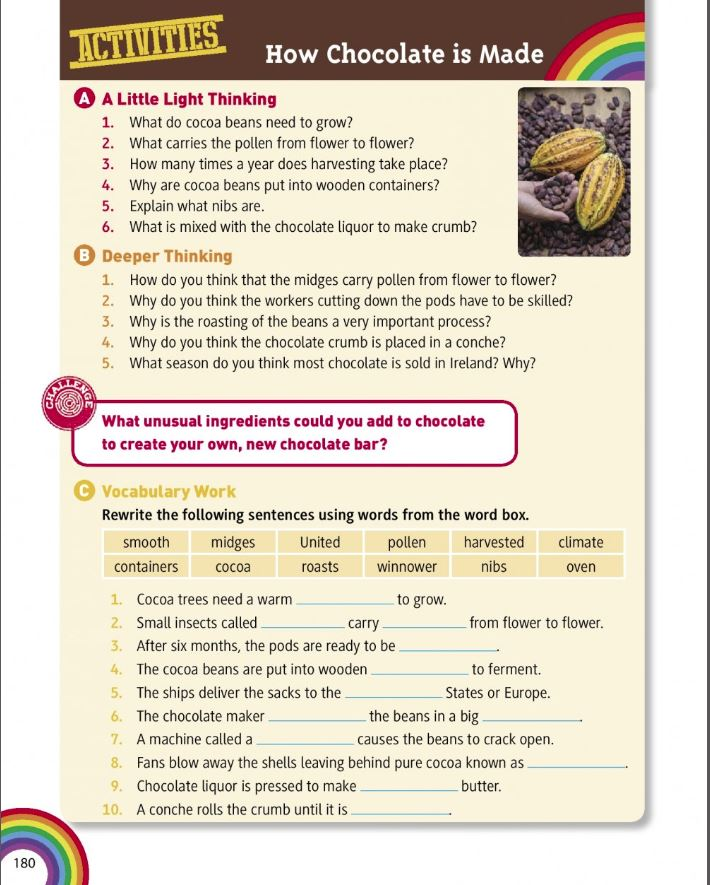 ACTIVITIES
How Chocolate is Made
A A Little Light Thinking
1. What do cocoa beans need to grow?
2. What carries the pollen from flower to flower?
3. How many times a year does harvesting take place?
4. Why are cocoa beans put into wooden containers?
5. Explain what nibs are.
6. What is mixed with the chocolate liquor to make crumb?
B Deeper Thinking
1. How do you think that the midges carry pollen from flower to flower?
2. Why do you think the workers cutting down the pods have to be skilled?
3. Why is the roasting of the beans a very important process?
4. Why do you think the chocolate crumb is placed in a conche?
5. What season do you think most chocolate is sold in Ireland? Why?
CHALLENGE
What unusual ingredients could you add to chocolate
to create your own, new chocolate bar?
C Vocabulary Work
Rewrite the following sentences using words from the word box.
smooth midges United pollen harvested climate
containers cocoa roasts winnower nibs oven
1. Cocoa trees need a warm ____________ to grow.
2. Small insects called ____________ carry ____________ from flower to flower.
3. After six months, the pods are ready to be ____________.
4. The cocoa beans are put into wooden ____________ to ferment.
5. The ships deliver the sacks to the ____________ States or Europe.
6. The chocolate maker ____________ the beans in a big ____________.
7. A machine called a ____________ causes the beans to crack open.
8. Fans blow away the shells leaving behind pure cocoa known as ____________.
9. Chocolate liquor is pressed to make ____________ butter.
10. A conche rolls the crumb until it is ____________.
180